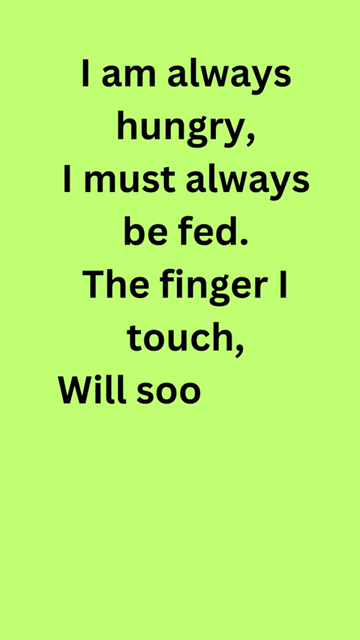 I am always
hungry,
I must always
be fed.
The finger I
touch,
Will soo